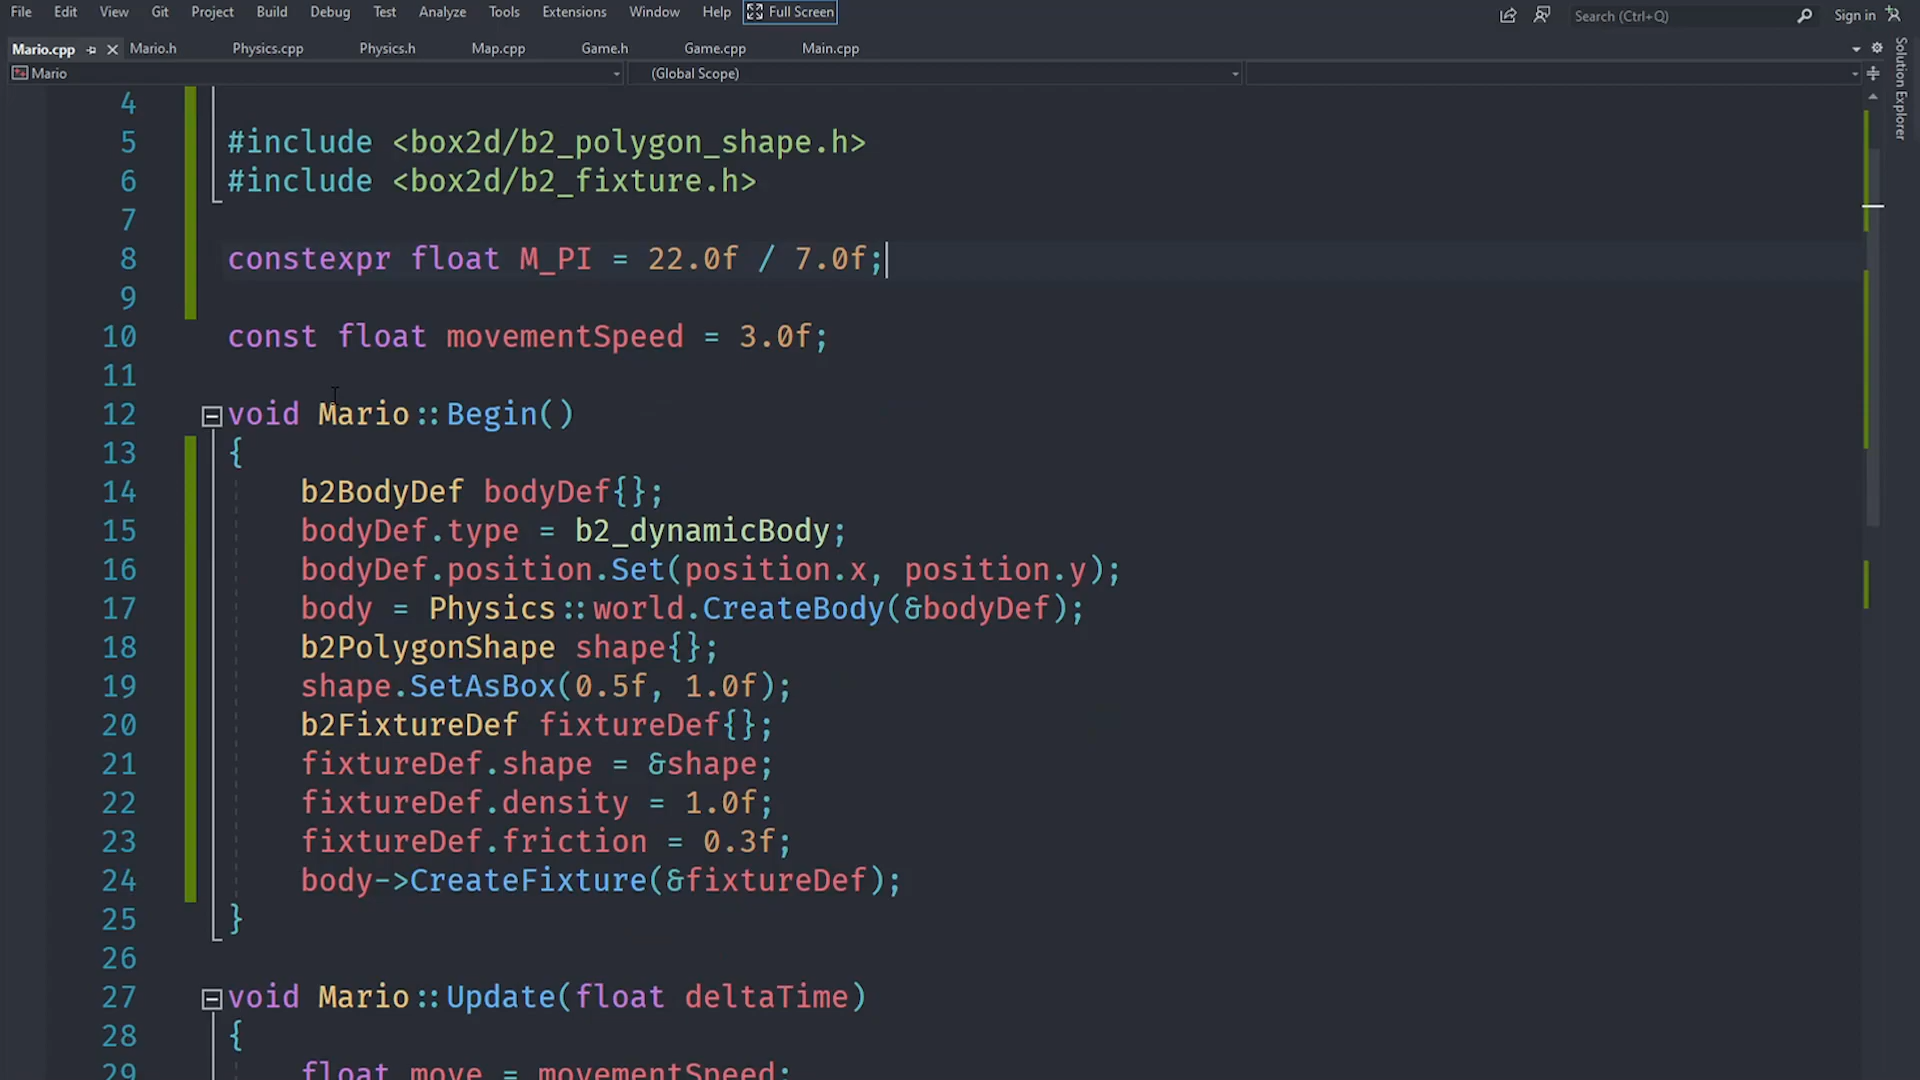 File Edit View Git Project Build Debug Test Analyze Tools Extensions Window Help Full Screen Search (Ctrl+Q) Sign in
Mario.cpp Mario.h Physics.cpp Physics.h Map.cpp Game.h Game.cpp Main.cpp
Mario (Global Scope)
Solution Explorer
4
5 #include <box2d/b2_polygon_shape.h>
6 #include <box2d/b2_fixture.h>
7
8 constexpr float M_PI = 22.0f / 7.0f;
9
10 const float movementSpeed = 3.0f;
11
12 void Mario::Begin()
13 {
14 b2BodyDef bodyDef{};
15 bodyDef.type = b2_dynamicBody;
16 bodyDef.position.Set(position.x, position.y);
17 body = Physics::world.CreateBody(&bodyDef);
18 b2PolygonShape shape{};
19 shape.SetAsBox(0.5f, 1.0f);
20 b2FixtureDef fixtureDef{};
21 fixtureDef.shape = &shape;
22 fixtureDef.density = 1.0f;
23 fixtureDef.friction = 0.3f;
24 body->CreateFixture(&fixtureDef);
25 }
26
27 void Mario::Update(float deltaTime)
28 {
29 float move = movementSpeed;